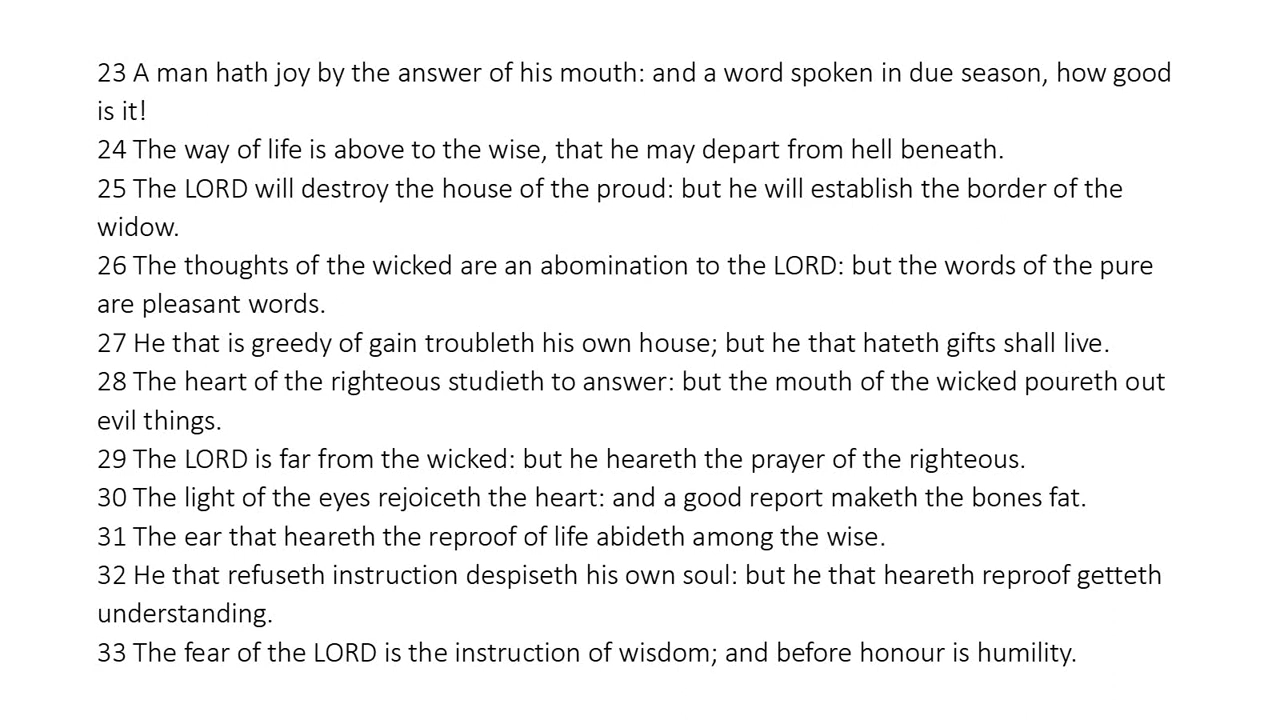 23 A man hath joy by the answer of his mouth: and a word spoken in due season, how good
is it!
24 The way of life is above to the wise, that he may depart from hell beneath.
25 The LORD will destroy the house of the proud: but he will establish the border of the
widow.
26 The thoughts of the wicked are an abomination to the LORD: but the words of the pure
are pleasant words.
27 He that is greedy of gain troubleth his own house; but he that hateth gifts shall live.
28 The heart of the righteous studieth to answer: but the mouth of the wicked poureth out
evil things.
29 The LORD is far from the wicked: but he heareth the prayer of the righteous.
30 The light of the eyes rejoiceth the heart: and a good report maketh the bones fat.
31 The ear that heareth the reproof of life abideth among the wise.
32 He that refuseth instruction despiseth his own soul: but he that heareth reproof getteth
understanding.
33 The fear of the LORD is the instruction of wisdom; and before honour is humility.